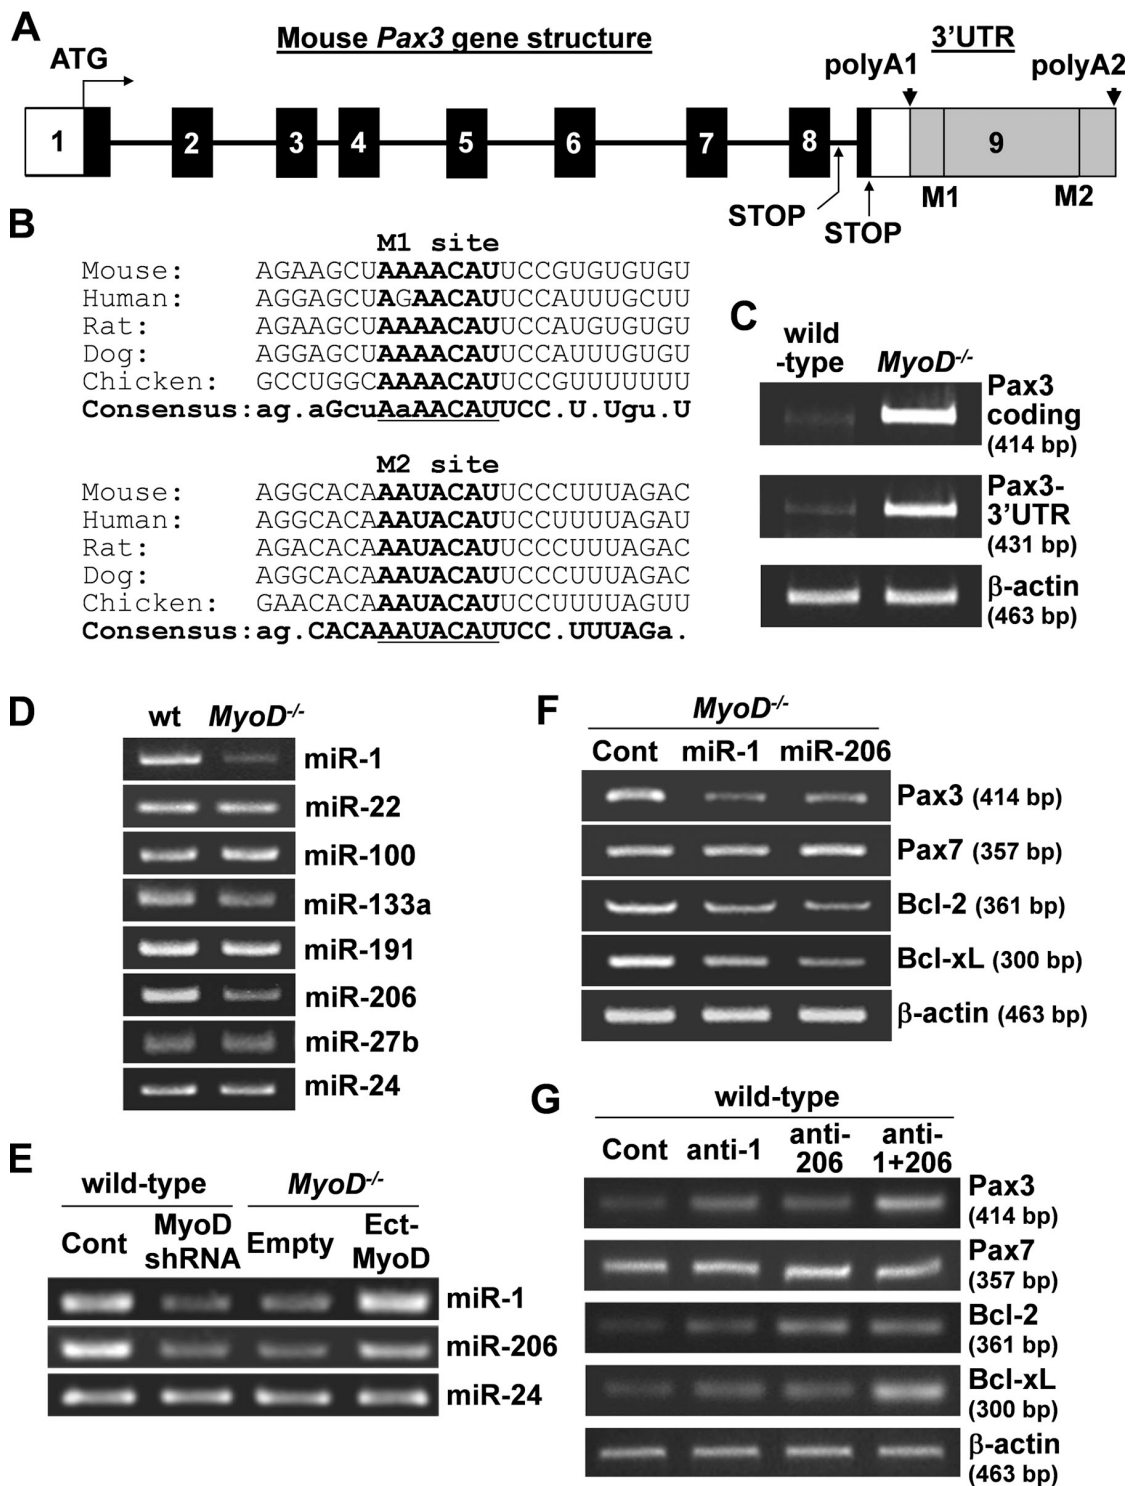 A
Mouse Pax3 gene structure
3'UTR
ATG
polyA1
polyA2
1
2
3
4
5
6
7
8
9
STOP
STOP
M1
M2
B
M1 site
Mouse: AGAAGCUAAAACAUUCCGUGUGUGU
Human: AGGAGCUAGAACAUUCCAUUUGCUU
Rat: AGAAGCUAAAACAUUCCAUGUGUGU
Dog: AGGAGCUAAAACAUUCCAUUUGUGU
Chicken: GCCUGGCAAAACAUUCCGUUUUUUU
Consensus:ag.aGcuAaAACAUUCC.U.Ugu.U
M2 site
Mouse: AGGCACAAAUACAUUCCCUUUAGAC
Human: AGGCACAAAUACAUUCCCUUUAGAU
Rat: AGACACAAAUACAUUCCCUUUAGAC
Dog: AGGCACAAAUACAUUCCCUUUAGAC
Chicken: GAACACAAAUACAUUCCUUUUAGUU
Consensus:ag.CACAAAUACAUUCC.UUUAGa.
C
wild
-type
MyoD-/-
Pax3
coding
(414 bp)
Pax3-
3'UTR
(431 bp)
β-actin
(463 bp)
D
wt MyoD-/-
miR-1
miR-22
miR-100
miR-133a
miR-191
miR-206
miR-27b
miR-24
E
wild-type MyoD-/-
Cont MyoD shRNA Empty Ect-MyoD
miR-1
miR-206
miR-24
F
MyoD-/-
Cont miR-1 miR-206
Pax3 (414 bp)
Pax7 (357 bp)
Bcl-2 (361 bp)
Bcl-xL (300 bp)
β-actin (463 bp)
G
wild-type
Cont anti-1 anti-206 anti-1+206
Pax3
(414 bp)
Pax7
(357 bp)
Bcl-2
(361 bp)
Bcl-xL
(300 bp)
β-actin
(463 bp)